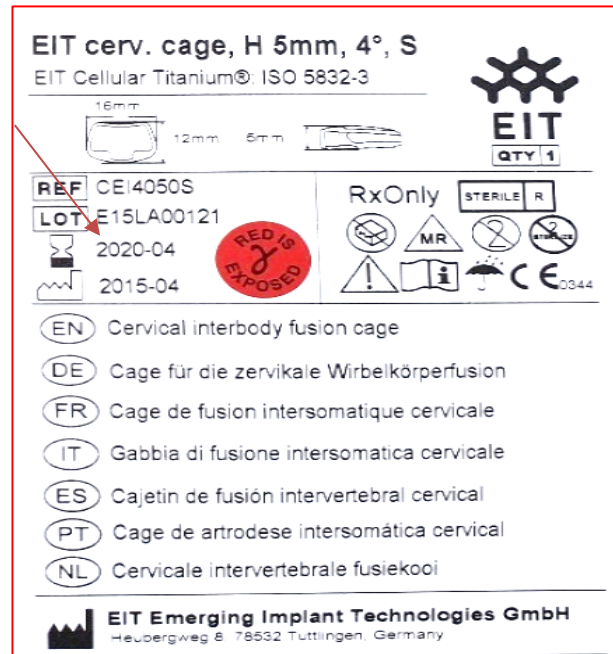 EIT cerv. cage, H 5mm, 4°, S
EIT Cellular Titanium®: ISO 5832-3
16mm
12mm 5mm
EIT
QTY 1
REF CEI4050S
LOT E15LA00121
2020-04
2015-04
RED IS
γ
EXPOSED
RxOnly STERILE R
MR 2 2
STERILIZE
i CE 0344
EN Cervical interbody fusion cage
DE Cage für die zervikale Wirbelkörperfusion
FR Cage de fusion intersomatique cervicale
IT Gabbia di fusione intersomatica cervicale
ES Cajetin de fusión intervertebral cervical
PT Cage de artrodese intersomática cervical
NL Cervicale intervertebrale fusiekooi
EIT Emerging Implant Technologies GmbH
Heubergweg 8, 78532 Tuttlingen, Germany